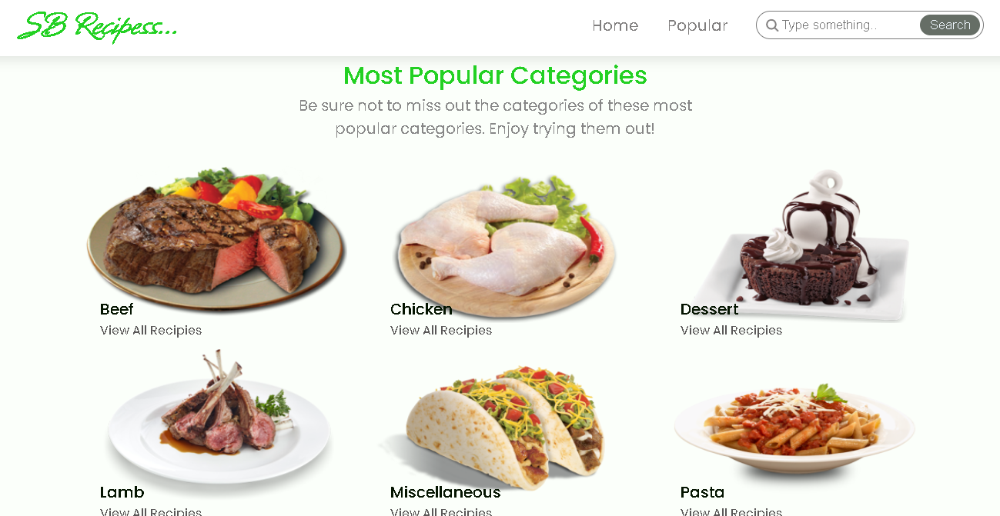 SB Recipess...
Home
Popular
Type something..
Search
Most Popular Categories
Be sure not to miss out the categories of these most
popular categories. Enjoy trying them out!
Beef
View All Recipies
Chicken
View All Recipies
Dessert
View All Recipies
Lamb
View All Recipies
Miscellaneous
View All Recipies
Pasta
View All Recipies